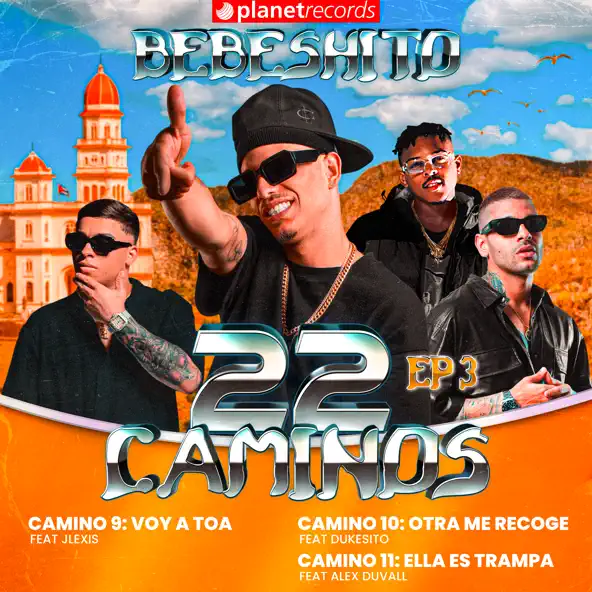 planetrecords
BEBESHITO
22
EP 3
CAMINOS
CAMINO 9: VOY A TOA
FEAT JLEXIS
CAMINO 10: OTRA ME RECOGE
FEAT DUKESITO
CAMINO 11: ELLA ES TRAMPA
FEAT ALEX DUVALL